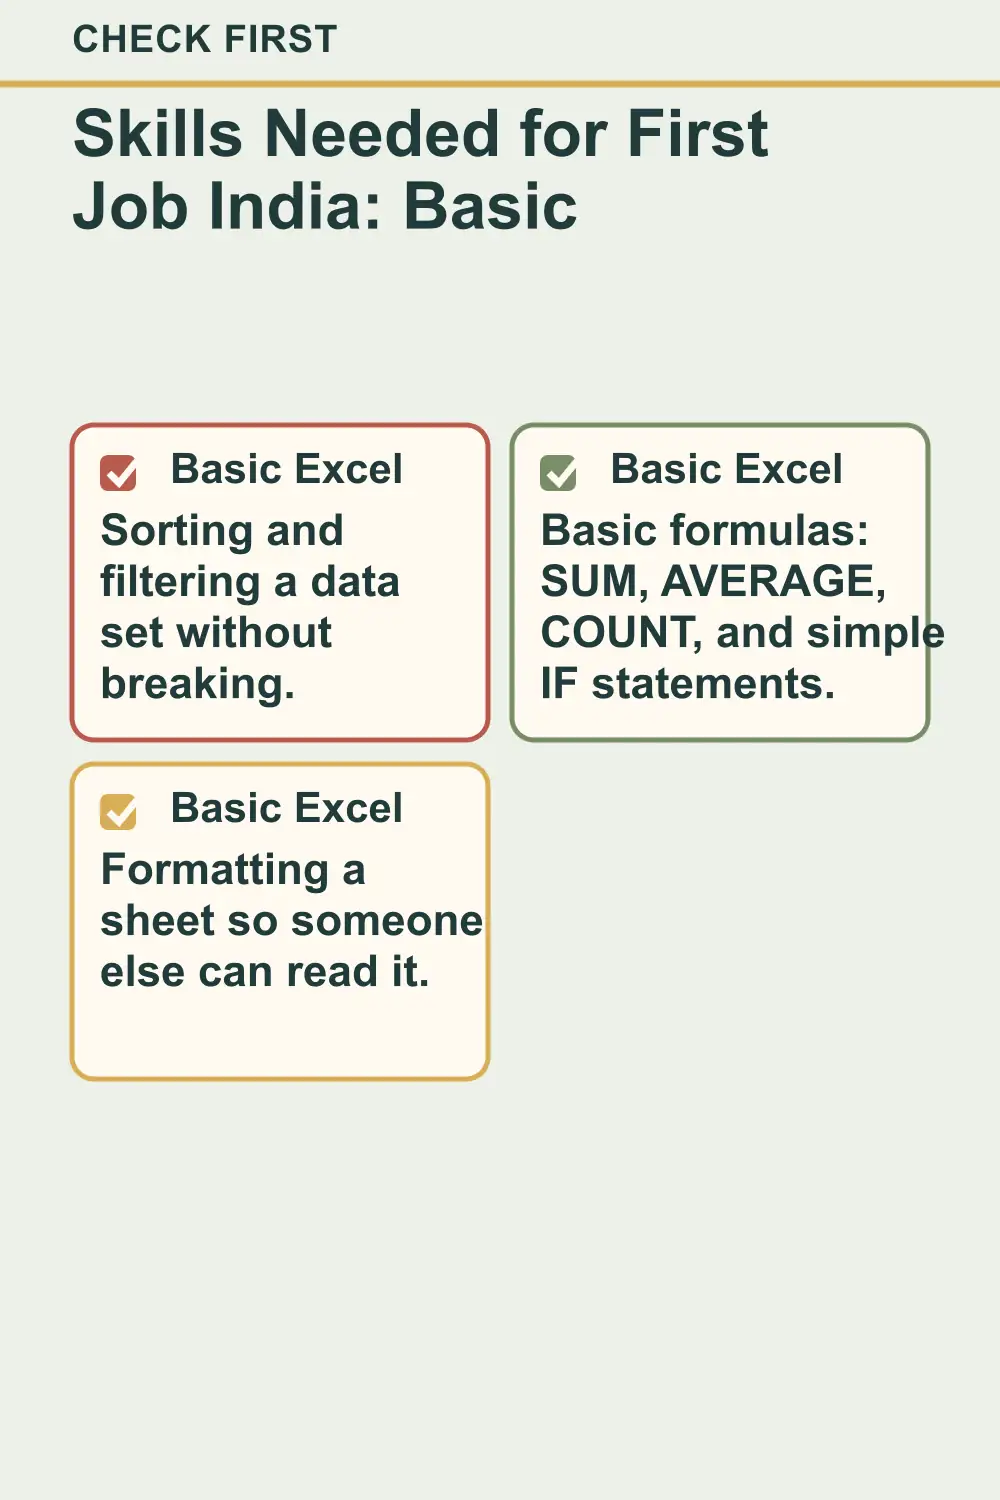 CHECK FIRST
Skills Needed for First
Job India: Basic
Basic Excel
Sorting and
filtering a data
set without
breaking.
Basic Excel
Basic formulas:
SUM, AVERAGE,
COUNT, and simple
IF statements.
Basic Excel
Formatting a
sheet so someone
else can read it.